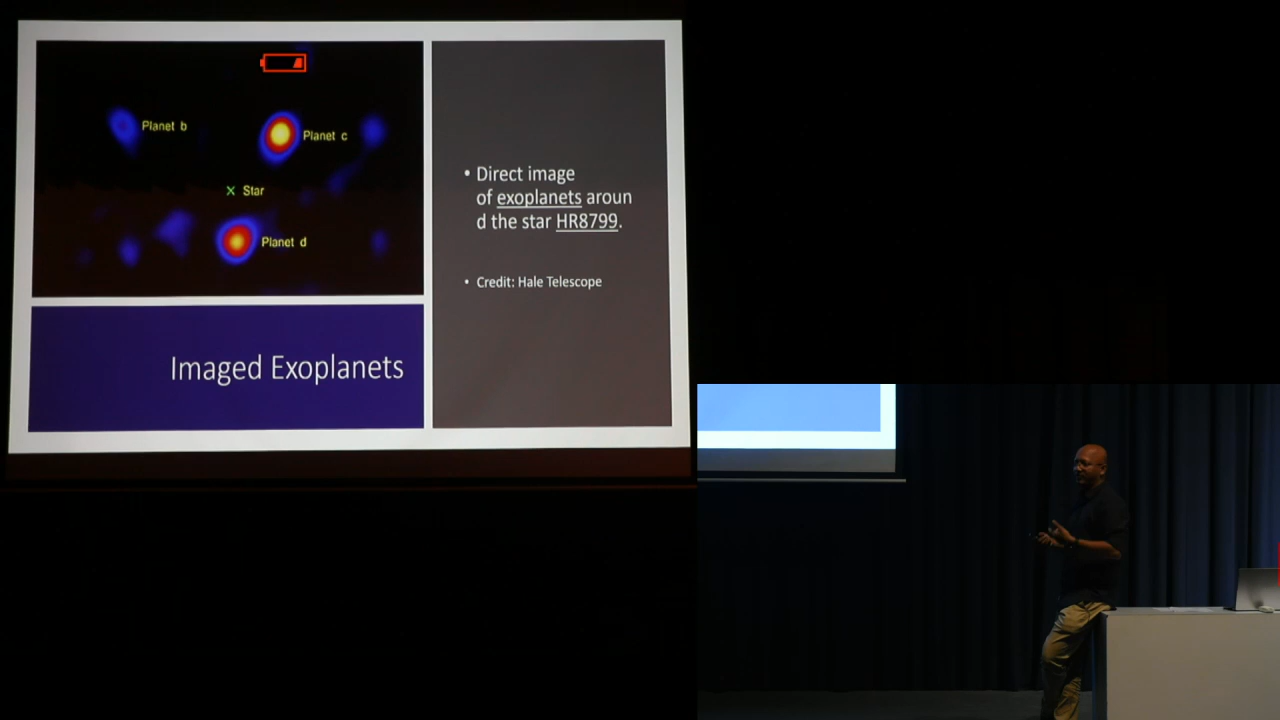 Planet b
Planet c
Star
Planet d
Imaged Exoplanets
• Direct image
of exoplanets aroun
d the star HR8799.
• Credit: Hale Telescope